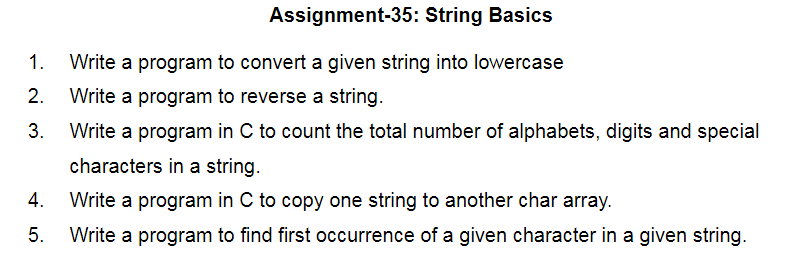 Assignment-35: String Basics
1. Write a program to convert a given string into lowercase
2. Write a program to reverse a string.
3. Write a program in C to count the total number of alphabets, digits and special
characters in a string.
4. Write a program in C to copy one string to another char array.
5. Write a program to find first occurrence of a given character in a given string.